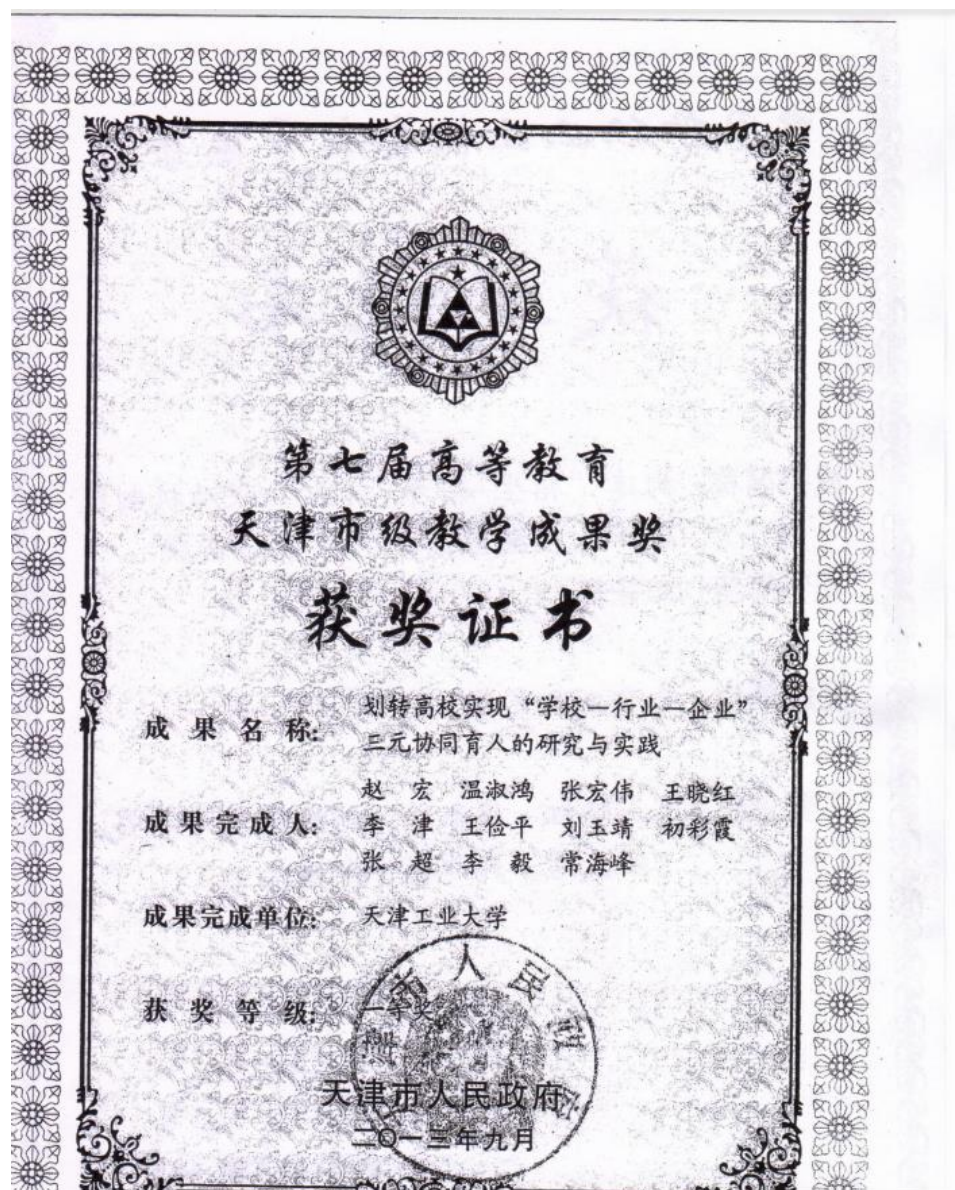 第七届高等教育
天津市级教学成果奖
获奖证书
成果名称: 划转高校实现“学校—行业—企业”
三元协同育人的研究与实践
成果完成人: 赵 宏 温淑鸿 张宏伟 王晓红
李 津 王俭平 刘玉靖 初彩霞
张 超 李 毅 常海峰
成果完成单位: 天津工业大学
获奖等级: 一等奖
天津市人民政府
二〇一三年九月